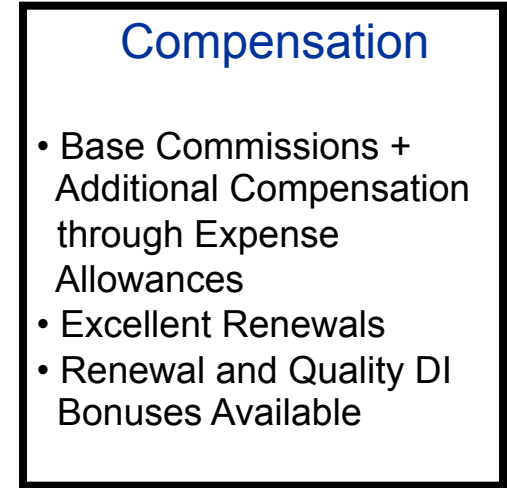 Compensation
• Base Commissions +
Additional Compensation
through Expense
Allowances
• Excellent Renewals
• Renewal and Quality DI
Bonuses Available